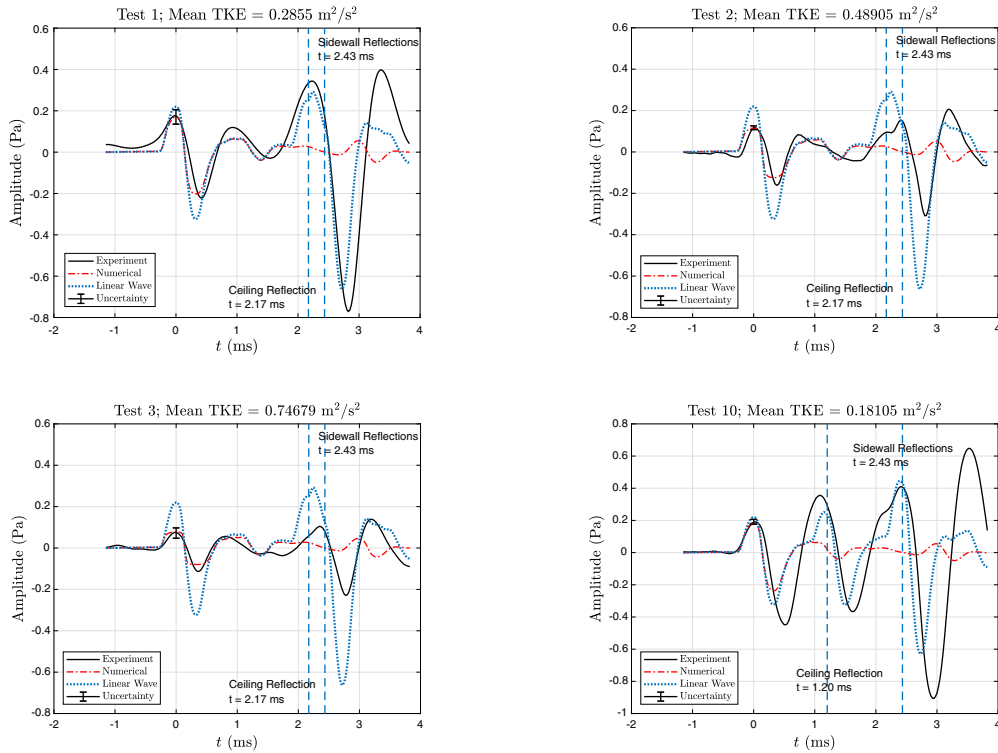 Test 1; Mean TKE = 0.2855 m²/s²
0.6
0.4
0.2
0
-0.2
-0.4
-0.6
-0.8
Amplitude (Pa)
Sidewall Reflections
t = 2.43 ms
Experiment
Numerical
Linear Wave
Uncertainty
Ceiling Reflection
t = 2.17 ms
-2 -1 0 1 2 3 4
t (ms)
Test 2; Mean TKE = 0.48905 m²/s²
0.6
0.4
0.2
0
-0.2
-0.4
-0.6
-0.8
Amplitude (Pa)
Sidewall Reflections
t = 2.43 ms
Experiment
Numerical
Linear Wave
Uncertainty
Ceiling Reflection
t = 2.17 ms
-2 -1 0 1 2 3 4
t (ms)
Test 3; Mean TKE = 0.74679 m²/s²
0.6
0.4
0.2
0
-0.2
-0.4
-0.6
-0.8
Amplitude (Pa)
Sidewall Reflections
t = 2.43 ms
Experiment
Numerical
Linear Wave
Uncertainty
Ceiling Reflection
t = 2.17 ms
-2 -1 0 1 2 3 4
t (ms)
Test 10; Mean TKE = 0.18105 m²/s²
0.8
0.6
0.4
0.2
0
-0.2
-0.4
-0.6
-0.8
-1
Amplitude (Pa)
Sidewall Reflections
t = 2.43 ms
Experiment
Numerical
Linear Wave
Uncertainty
Ceiling Reflection
t = 1.20 ms
-2 -1 0 1 2 3 4
t (ms)